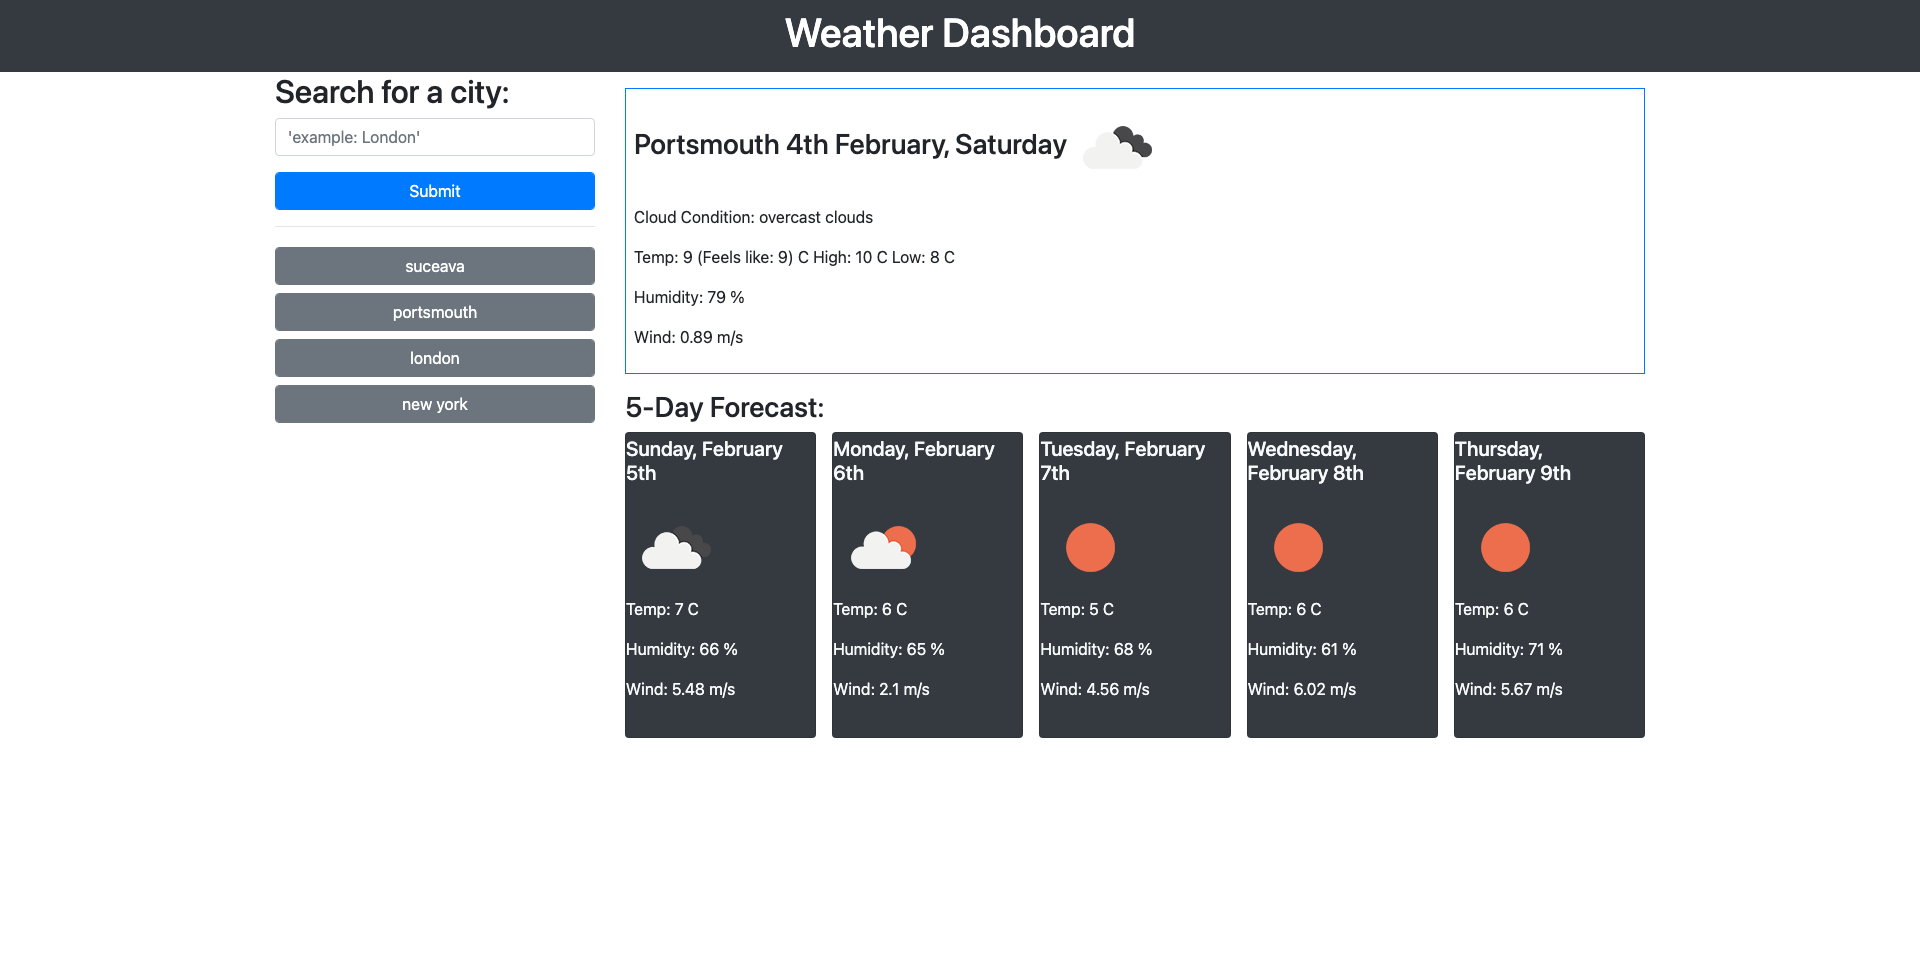 Weather Dashboard
Search for a city:
'example: London'
Submit
suceava
portsmouth
london
new york
Portsmouth 4th February, Saturday
Cloud Condition: overcast clouds
Temp: 9 (Feels like: 9) C High: 10 C Low: 8 C
Humidity: 79 %
Wind: 0.89 m/s
5-Day Forecast:
Sunday, February
5th
Temp: 7 C
Humidity: 66 %
Wind: 5.48 m/s
Monday, February
6th
Temp: 6 C
Humidity: 65 %
Wind: 2.1 m/s
Tuesday, February
7th
Temp: 5 C
Humidity: 68 %
Wind: 4.56 m/s
Wednesday,
February 8th
Temp: 6 C
Humidity: 61 %
Wind: 6.02 m/s
Thursday,
February 9th
Temp: 6 C
Humidity: 71 %
Wind: 5.67 m/s